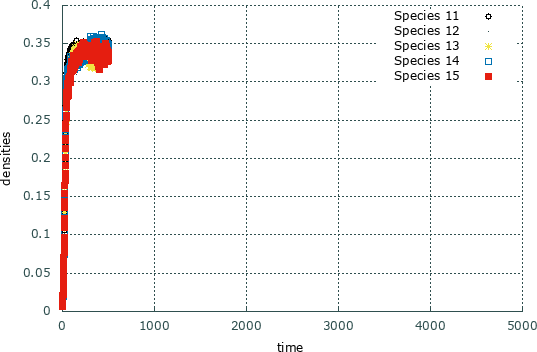 0.4
0.35
0.3
0.25
0.2
0.15
0.1
0.05
0
densities
Species 11
Species 12
Species 13
Species 14
Species 15
0 1000 2000 3000 4000 5000
time